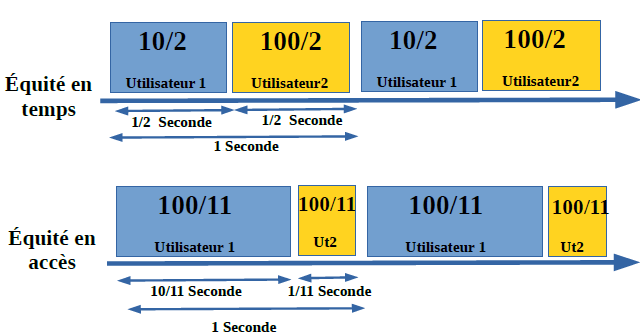 10/2 100/2 10/2 100/2
Utilisateur 1 Utilisateur2 Utilisateur 1 Utilisateur2
Équité en
temps
1/2 Seconde 1/2 Seconde
1 Seconde
100/11 100/11 100/11 100/11
Utilisateur 1 Ut2 Utilisateur 1 Ut2
Équité en
accès
10/11 Seconde 1/11 Seconde
1 Seconde